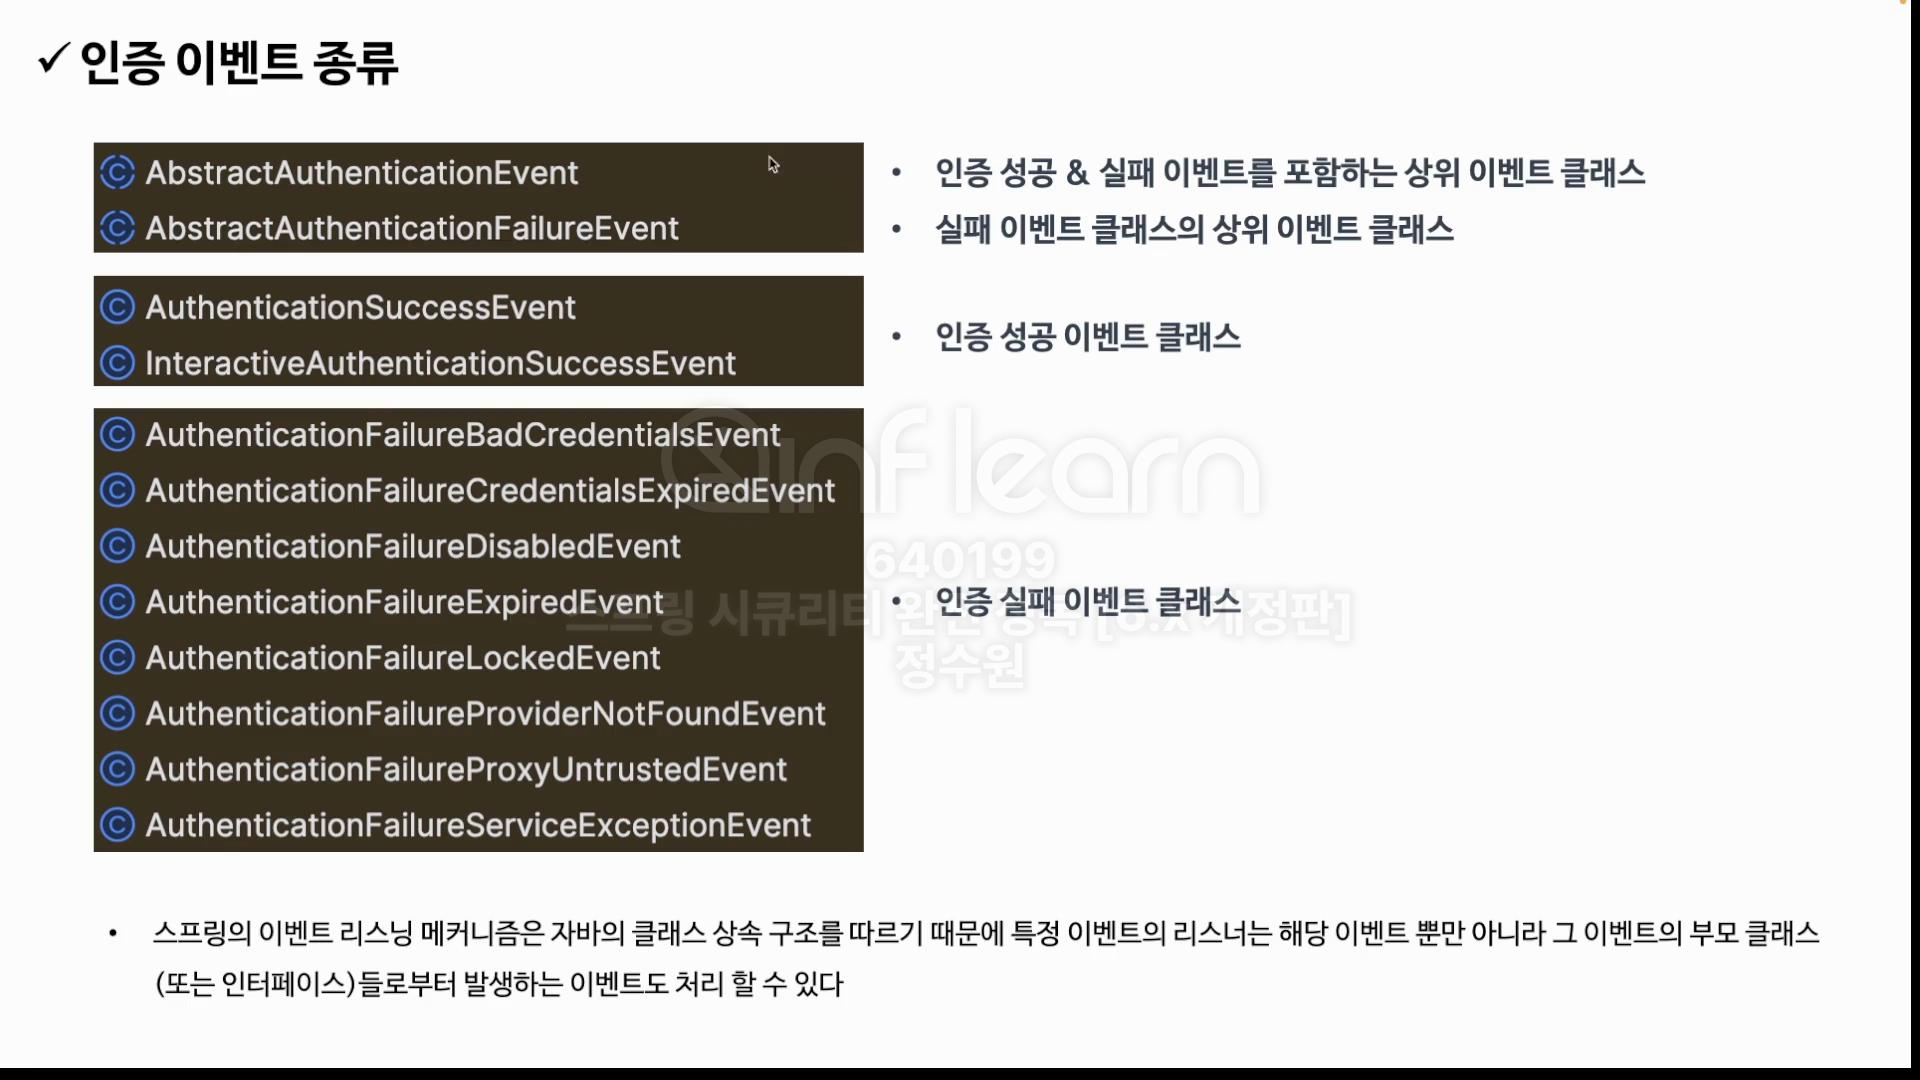 ✓ 인증 이벤트 종류
AbstractAuthenticationEvent
• 인증 성공 & 실패 이벤트를 포함하는 상위 이벤트 클래스
AbstractAuthenticationFailureEvent
• 실패 이벤트 클래스의 상위 이벤트 클래스
AuthenticationSuccessEvent
InteractiveAuthenticationSuccessEvent
• 인증 성공 이벤트 클래스
AuthenticationFailureBadCredentialsEvent
AuthenticationFailureCredentialsExpiredEvent
AuthenticationFailureDisabledEvent
AuthenticationFailureExpiredEvent
AuthenticationFailureLockedEvent
AuthenticationFailureProviderNotFoundEvent
AuthenticationFailureProxyUntrustedEvent
AuthenticationFailureServiceExceptionEvent
• 인증 실패 이벤트 클래스
inflearn
640199
스프링 시큐리티 완전 정복 [6.x 개정판]
정수원
• 스프링의 이벤트 리스닝 메커니즘은 자바의 클래스 상속 구조를 따르기 때문에 특정 이벤트의 리스너는 해당 이벤트 뿐만 아니라 그 이벤트의 부모 클래스
(또는 인터페이스)들로부터 발생하는 이벤트도 처리 할 수 있다